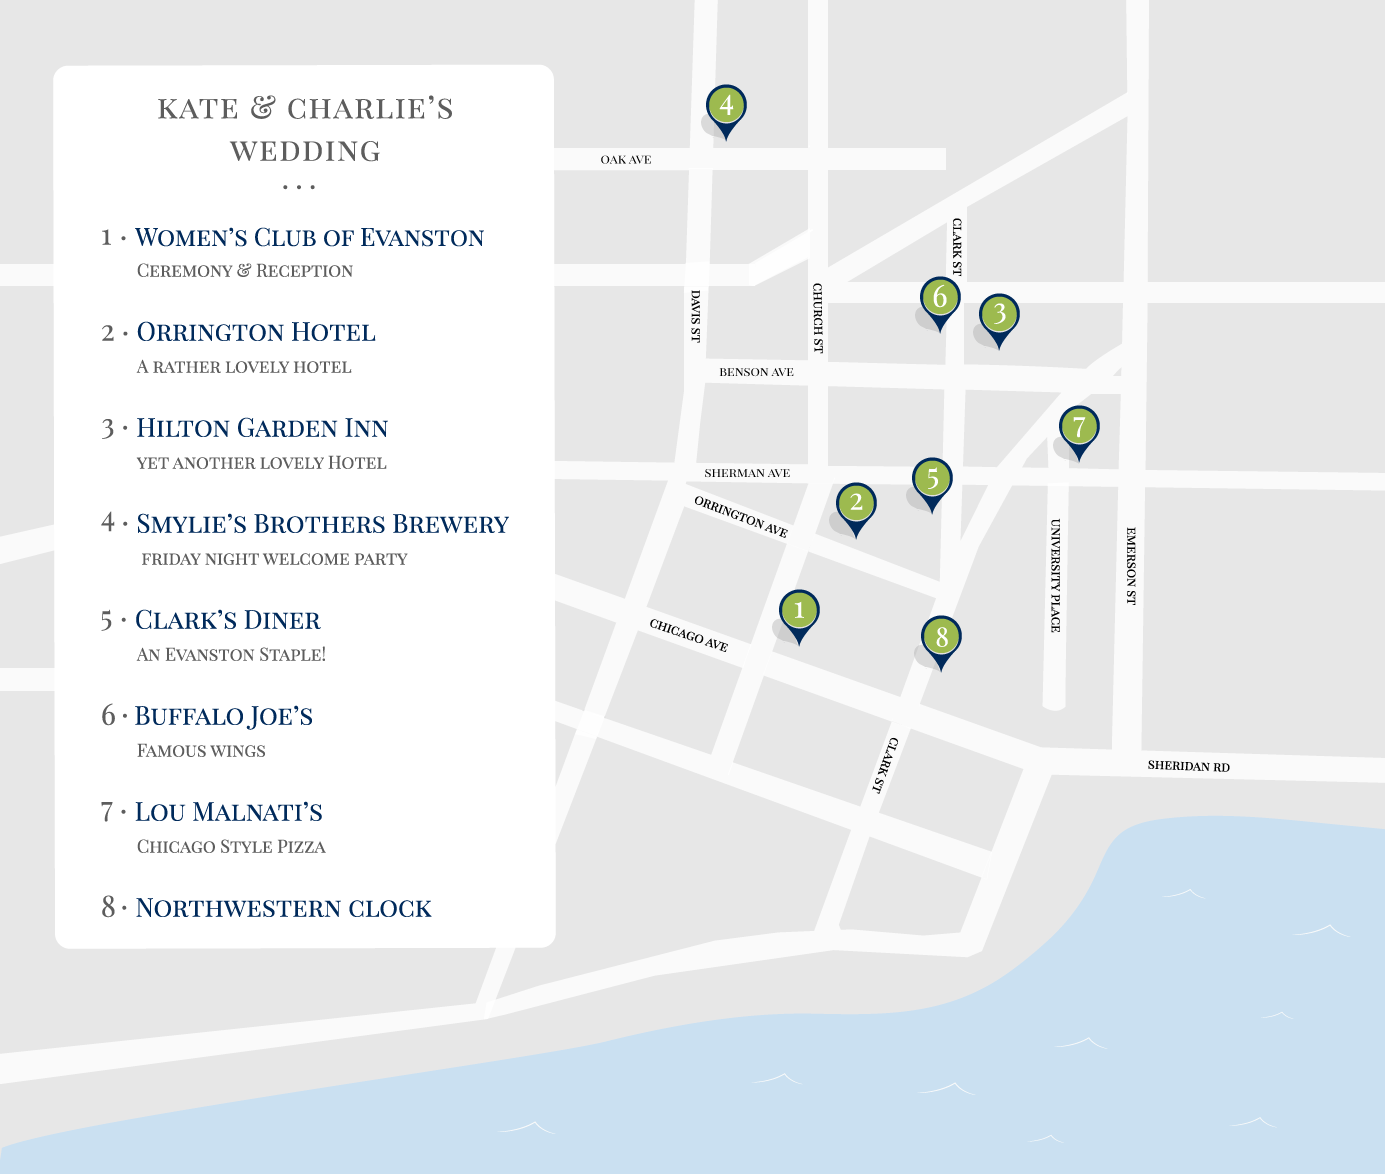 KATE & CHARLIE’S
WEDDING
...
1 · Women’s Club of Evanston
Ceremony & Reception
2 · Orrington Hotel
A rather lovely hotel
3 · Hilton Garden Inn
yet another lovely Hotel
4 · Smylie’s Brothers Brewery
friday night welcome party
5 · Clark’s Diner
An Evanston Staple!
6 · Buffalo Joe’s
Famous wings
7 · Lou Malnati’s
Chicago Style Pizza
8 · Northwestern clock
4
OAK AVE
CLARK ST
6
3
DAVIS ST
CHURCH ST
BENSON AVE
7
SHERMAN AVE
5
2
ORRINGTON AVE
UNIVERSITY PLACE
EMERSON ST
1
8
CHICAGO AVE
CLARK ST
SHERIDAN RD